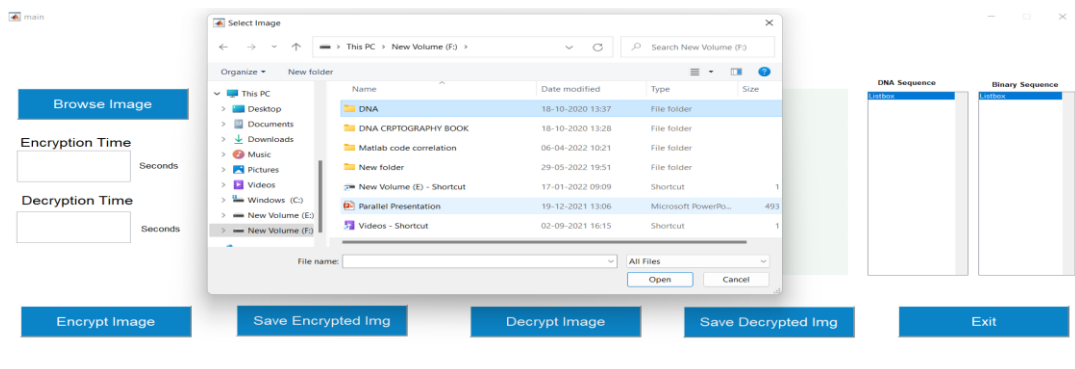 main
Select Image
This PC > New Volume (F:) >
Search New Volume (F:)
Organize
New folder
Name Date modified Type Size
This PC
Desktop
Documents
Downloads
Music
Pictures
Videos
Windows (C:)
New Volume (E:)
New Volume (F:)
DNA 18-10-2020 13:37 File folder
DNA CRPTOGRAPHY BOOK 18-10-2020 13:28 File folder
Matlab code correlation 06-04-2022 10:21 File folder
New folder 29-05-2022 19:51 File folder
New Volume (E) - Shortcut 17-01-2022 09:09 Shortcut 1
Parallel Presentation 19-12-2021 13:06 Microsoft PowerPo... 493
Videos - Shortcut 02-09-2021 16:15 Shortcut 1
File name:
All Files
Open
Cancel
Browse Image
Encryption Time
Seconds
Decryption Time
Seconds
DNA Sequence
Listbox
Binary Sequence
Listbox
Encrypt Image
Save Encrypted Img
Decrypt Image
Save Decrypted Img
Exit